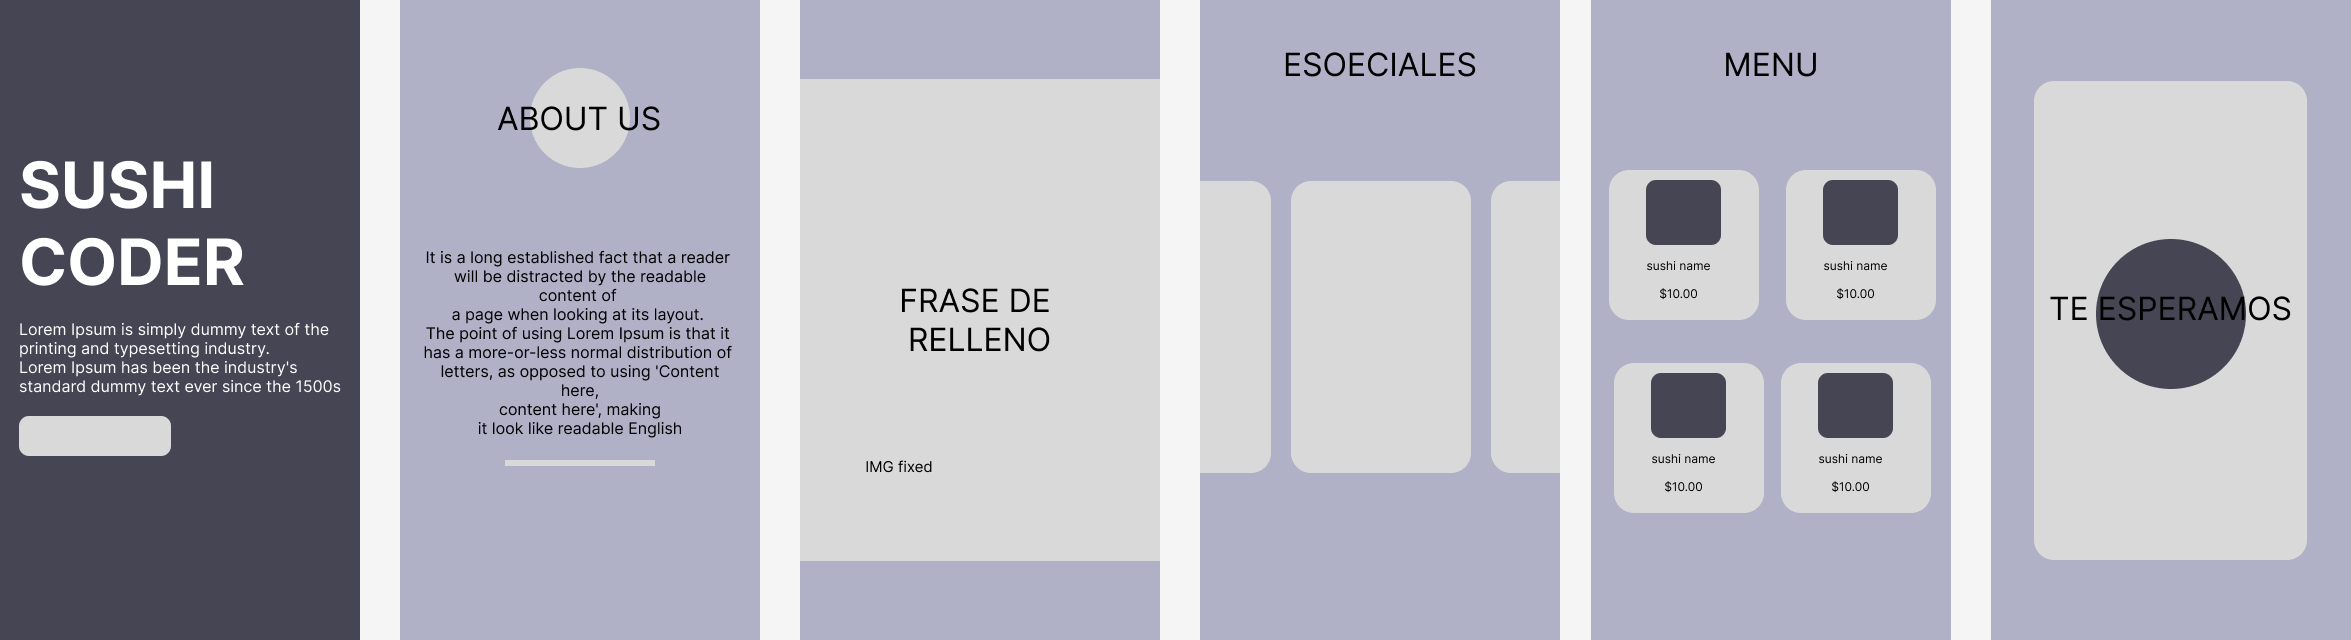 SUSHI
CODER
Lorem Ipsum is simply dummy text of the
printing and typesetting industry.
Lorem Ipsum has been the industry's
standard dummy text ever since the 1500s
ABOUT US
It is a long established fact that a reader
will be distracted by the readable
content of
a page when looking at its layout.
The point of using Lorem Ipsum is that it
has a more-or-less normal distribution of
letters, as opposed to using 'Content
here,
content here', making
it look like readable English
FRASE DE
RELLENO
IMG fixed
ESOECIALES
MENU
sushi name
$10.00
sushi name
$10.00
sushi name
$10.00
sushi name
$10.00
TE ESPERAMOS